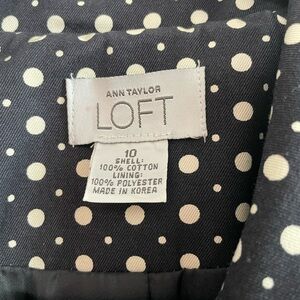 ANN TAYLOR
LOFT
10
SHELL:
100% COTTON
LINING:
100% POLYESTER
MADE IN KOREA